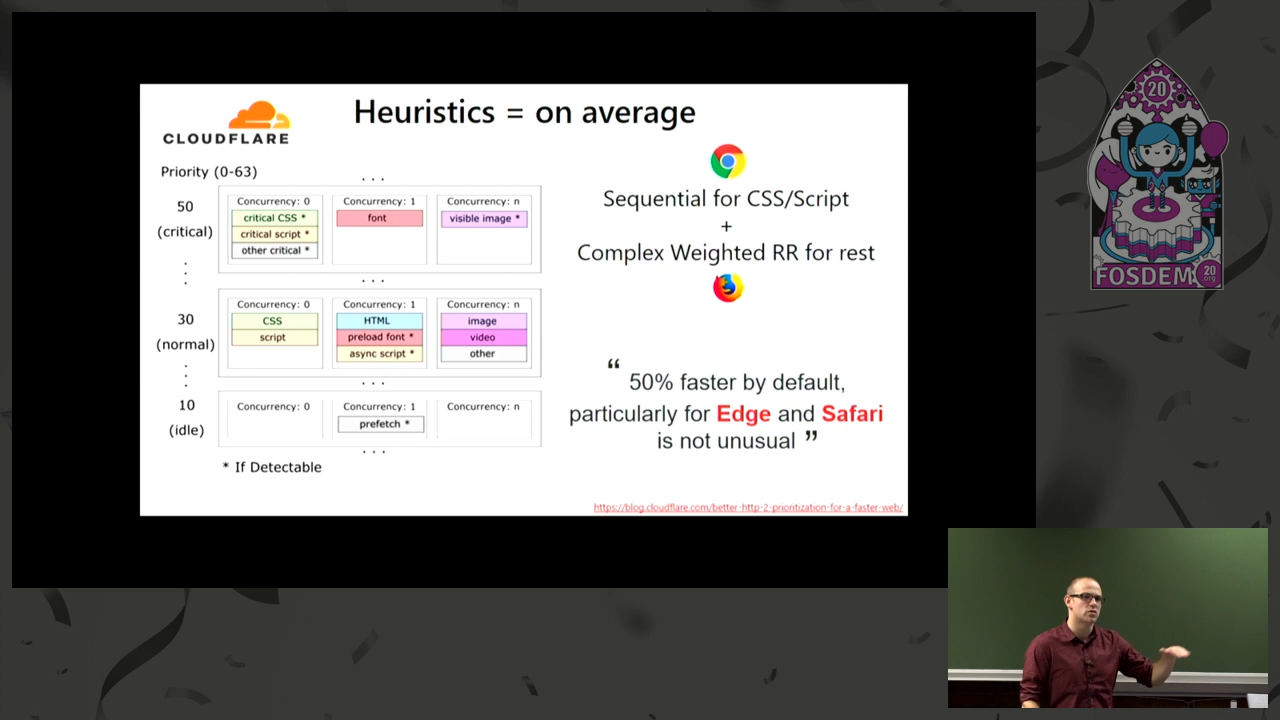 CLOUDFLARE
Heuristics = on average
Priority (0-63)
. . .
50
(critical)
Concurrency: 0
critical CSS *
critical script *
other critical *
Concurrency: 1
font
Concurrency: n
visible image *
. . .
30
(normal)
Concurrency: 0
CSS
script
Concurrency: 1
HTML
preload font *
async script *
Concurrency: n
image
video
other
. . .
10
(idle)
Concurrency: 0
Concurrency: 1
prefetch *
Concurrency: n
. . .
* If Detectable
Sequential for CSS/Script
+
Complex Weighted RR for rest
“ 50% faster by default,
particularly for Edge and Safari
is not unusual ”
https://blog.cloudflare.com/better-http-2-prioritization-for-a-faster-web/
20
FOSDEM
20
.org